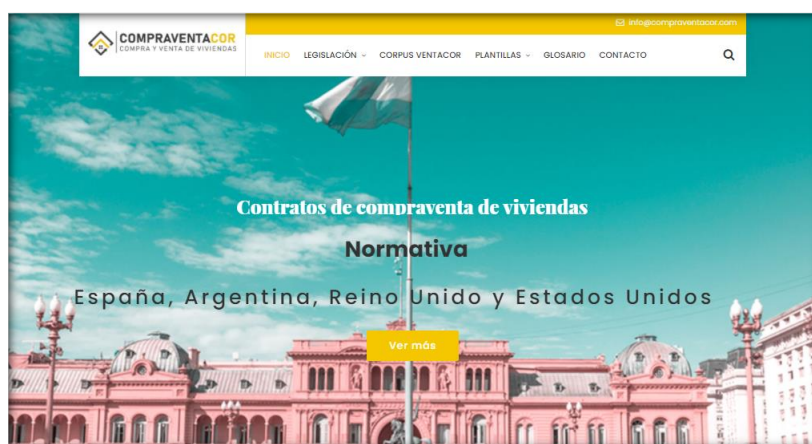 info@compraventacor.com
COMPRAVENTACOR
COMPRA Y VENTA DE VIVIENDAS
INICIO LEGISLACIÓN CORPUS VENTACOR PLANTILLAS GLOSARIO CONTACTO
Contratos de compraventa de viviendas
Normativa
España, Argentina, Reino Unido y Estados Unidos
Ver más